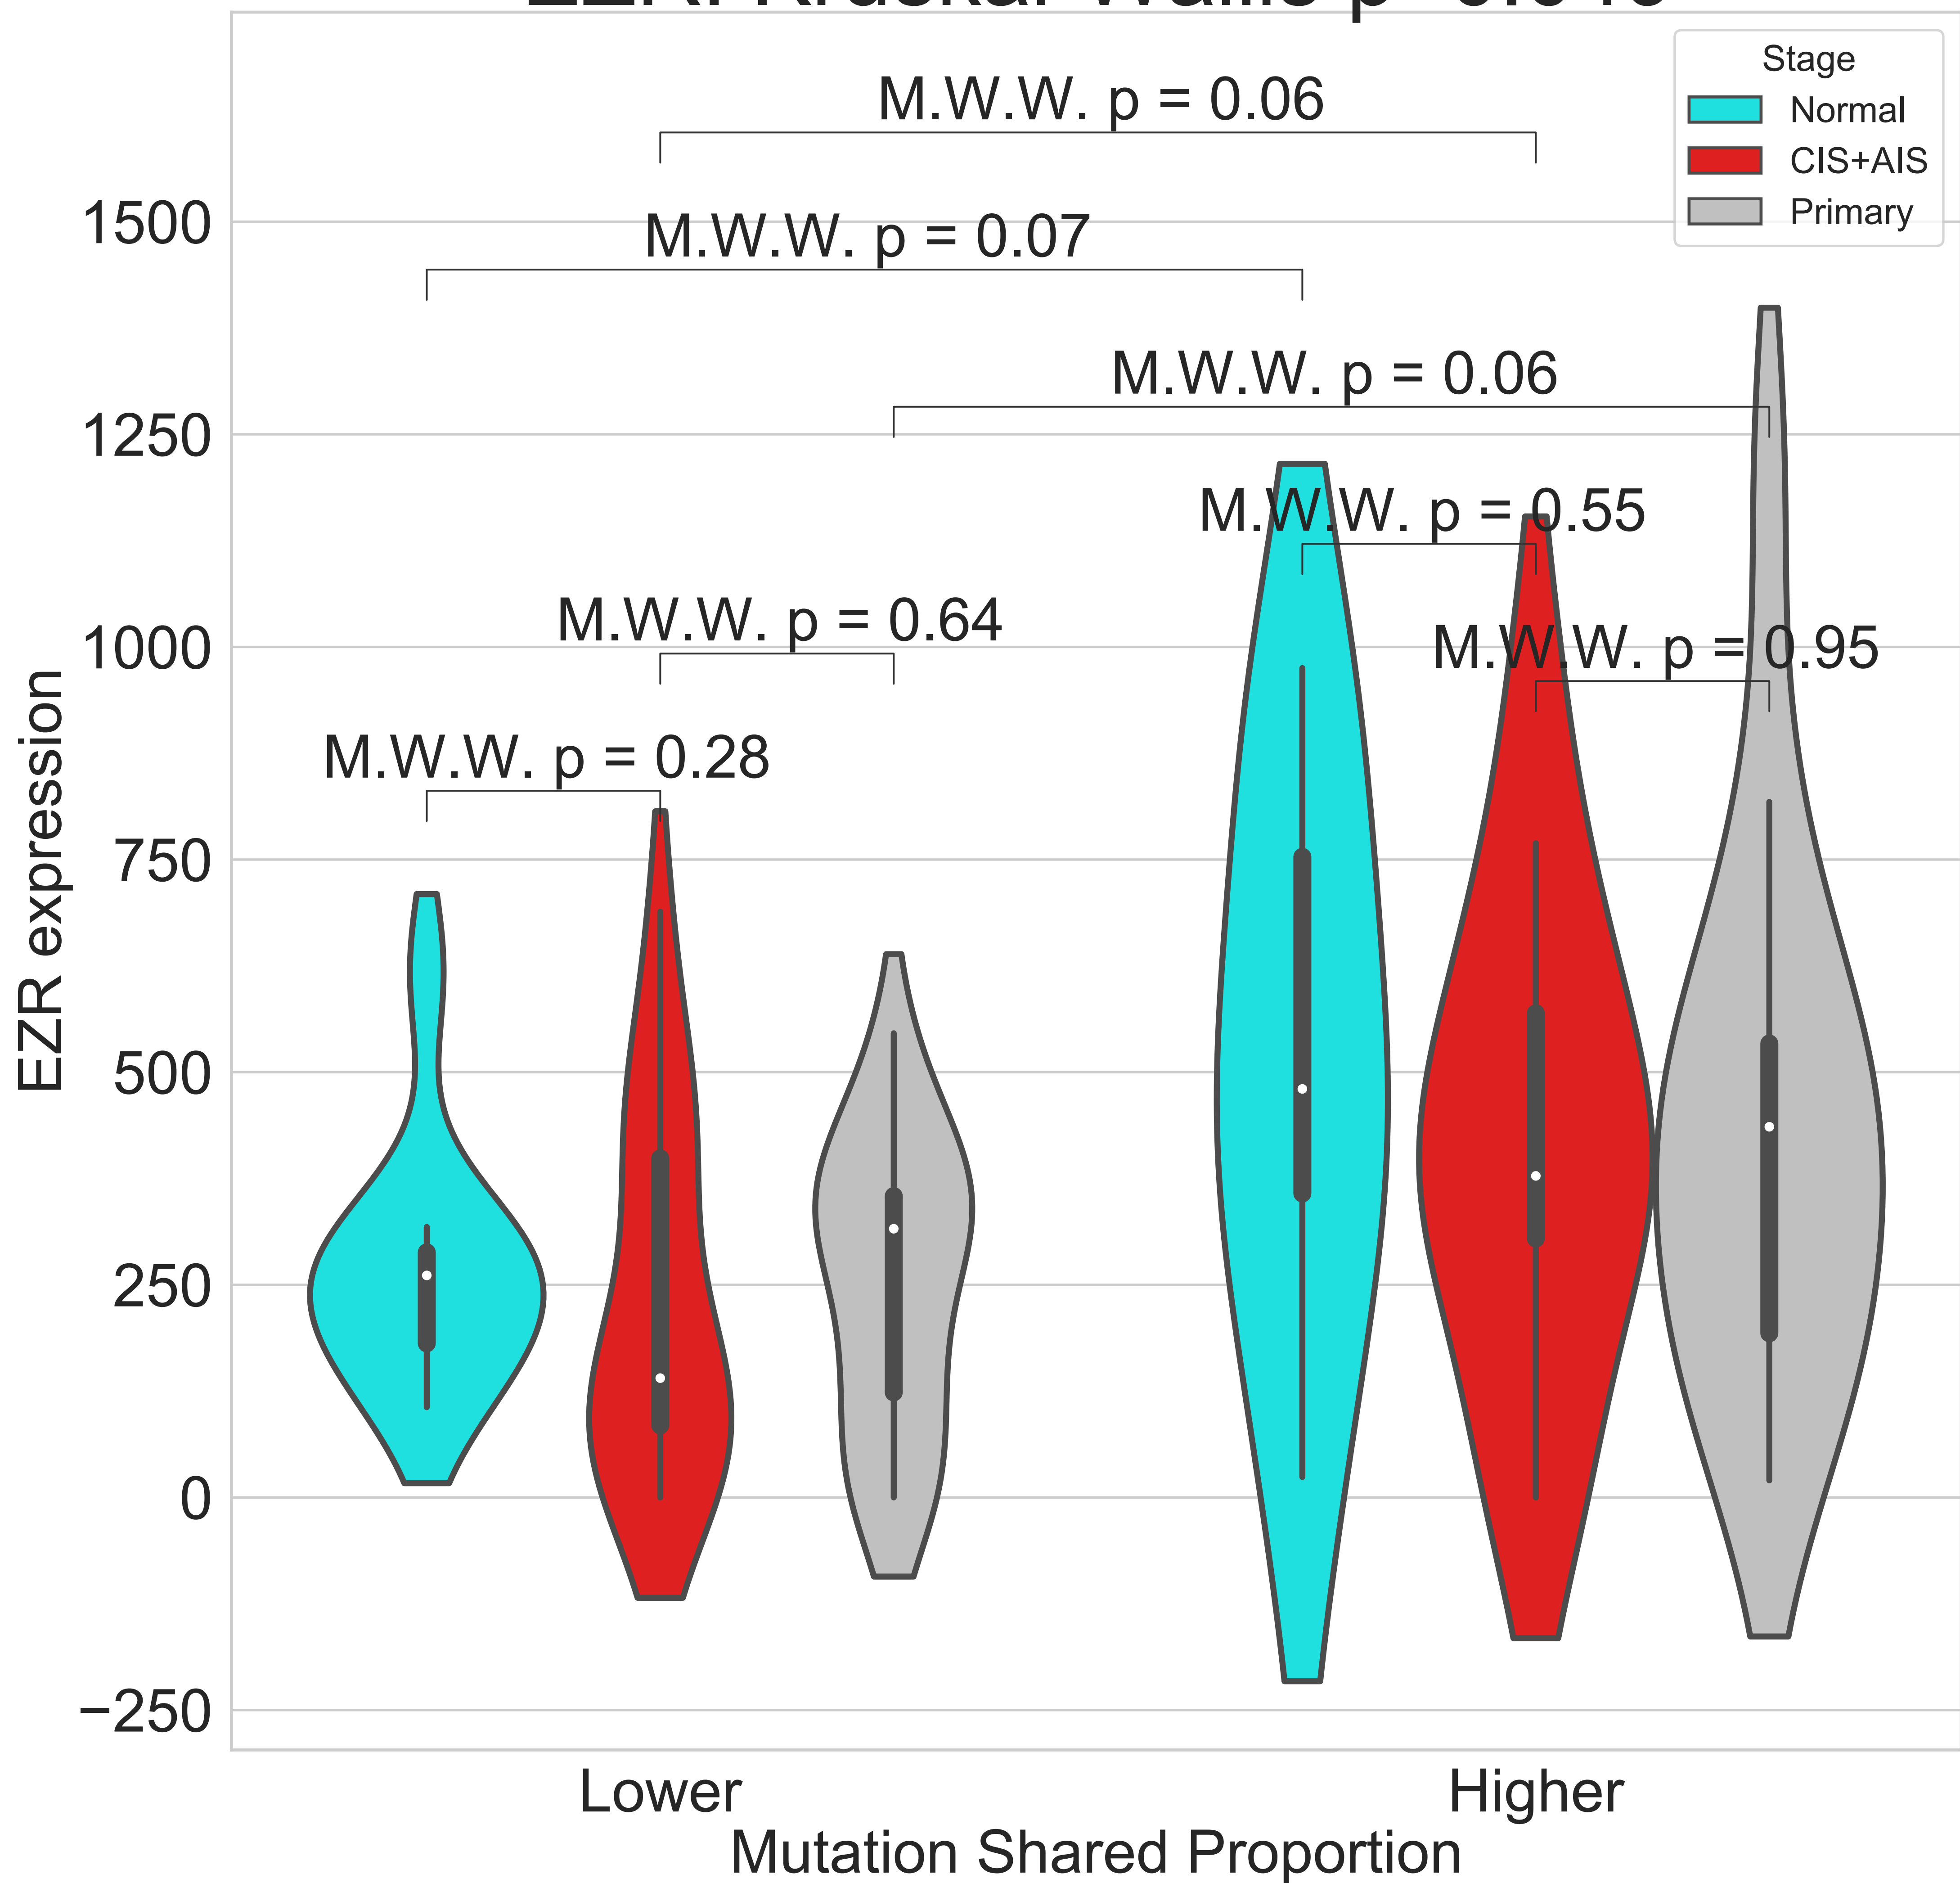 Stage
Normal
CIS+AIS
Primary
M.W.W. p = 0.06
M.W.W. p = 0.07
M.W.W. p = 0.06
M.W.W. p = 0.55
M.W.W. p = 0.64
M.W.W. p = 0.95
M.W.W. p = 0.28
1500
1250
1000
750
500
250
0
−250
EZR expression
Lower
Higher
Mutation Shared Proportion